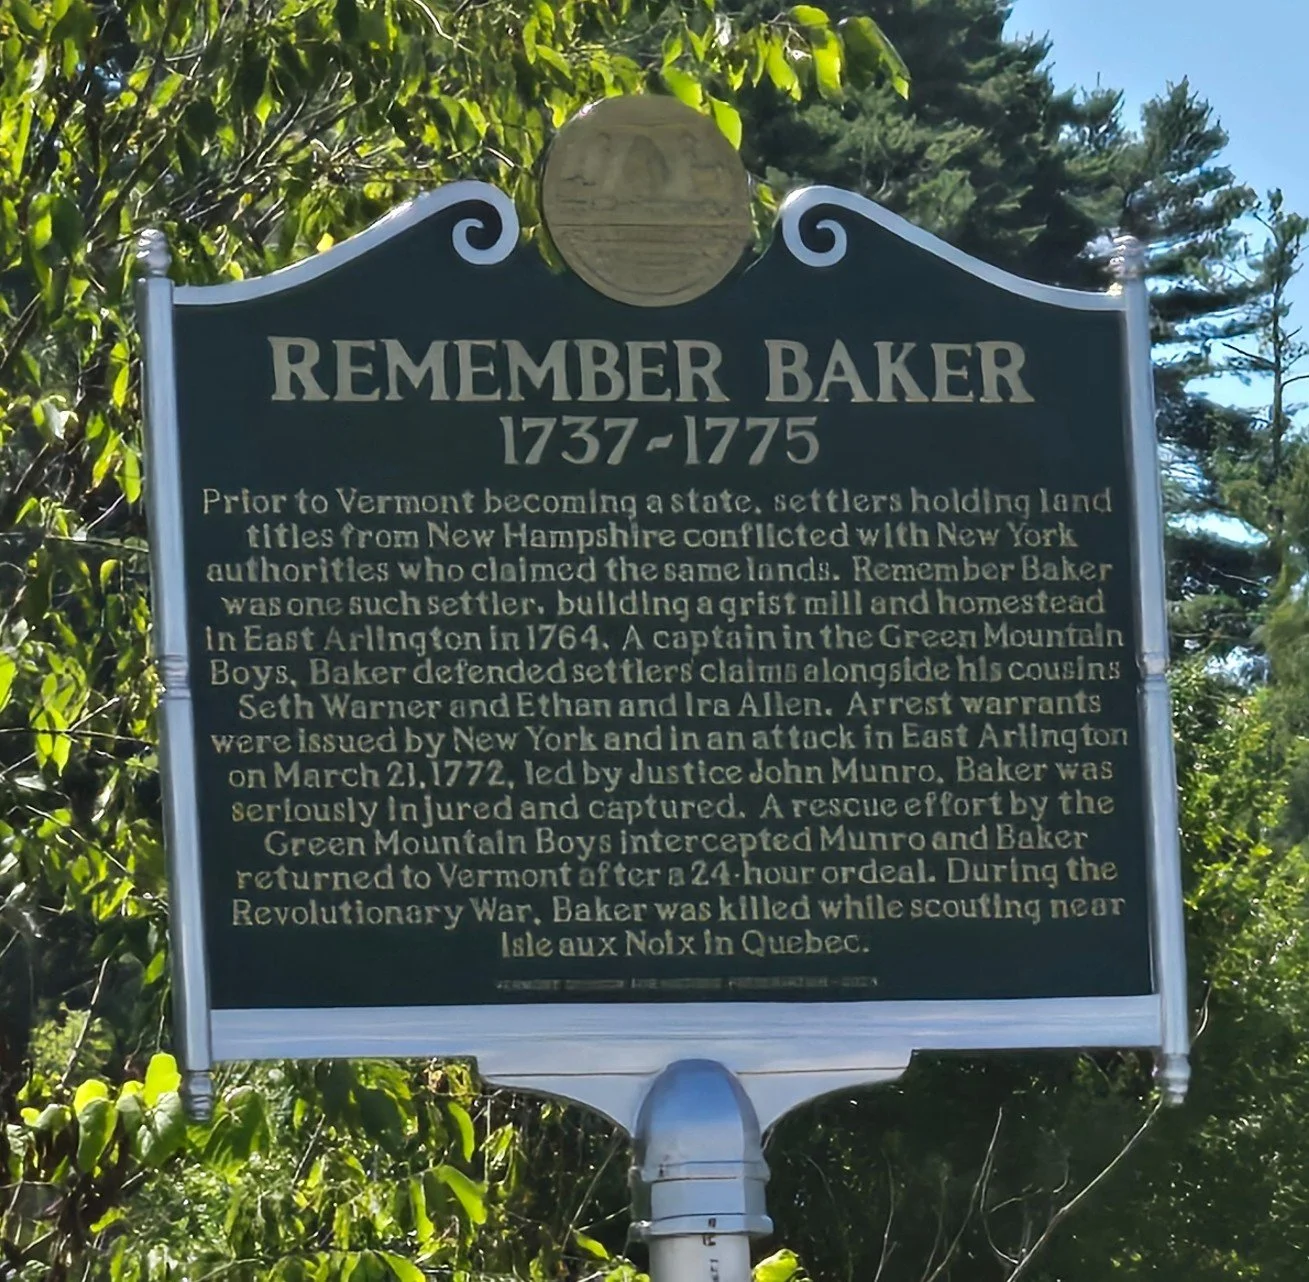 REMEMBER BAKER
1737~1775
Prior to Vermont becoming a state, settlers holding land
titles from New Hampshire conflicted with New York
authorities who claimed the same lands. Remember Baker
was one such settler, building a grist mill and homestead
in East Arlington in 1764. A captain in the Green Mountain
Boys, Baker defended settlers' claims alongside his cousins
Seth Warner and Ethan and Ira Allen. Arrest warrants
were issued by New York and in an attack in East Arlington
on March 21, 1772, led by Justice John Munro, Baker was
seriously injured and captured. A rescue effort by the
Green Mountain Boys intercepted Munro and Baker
returned to Vermont after a 24-hour ordeal. During the
Revolutionary War, Baker was killed while scouting near
Isle aux Noix in Quebec.